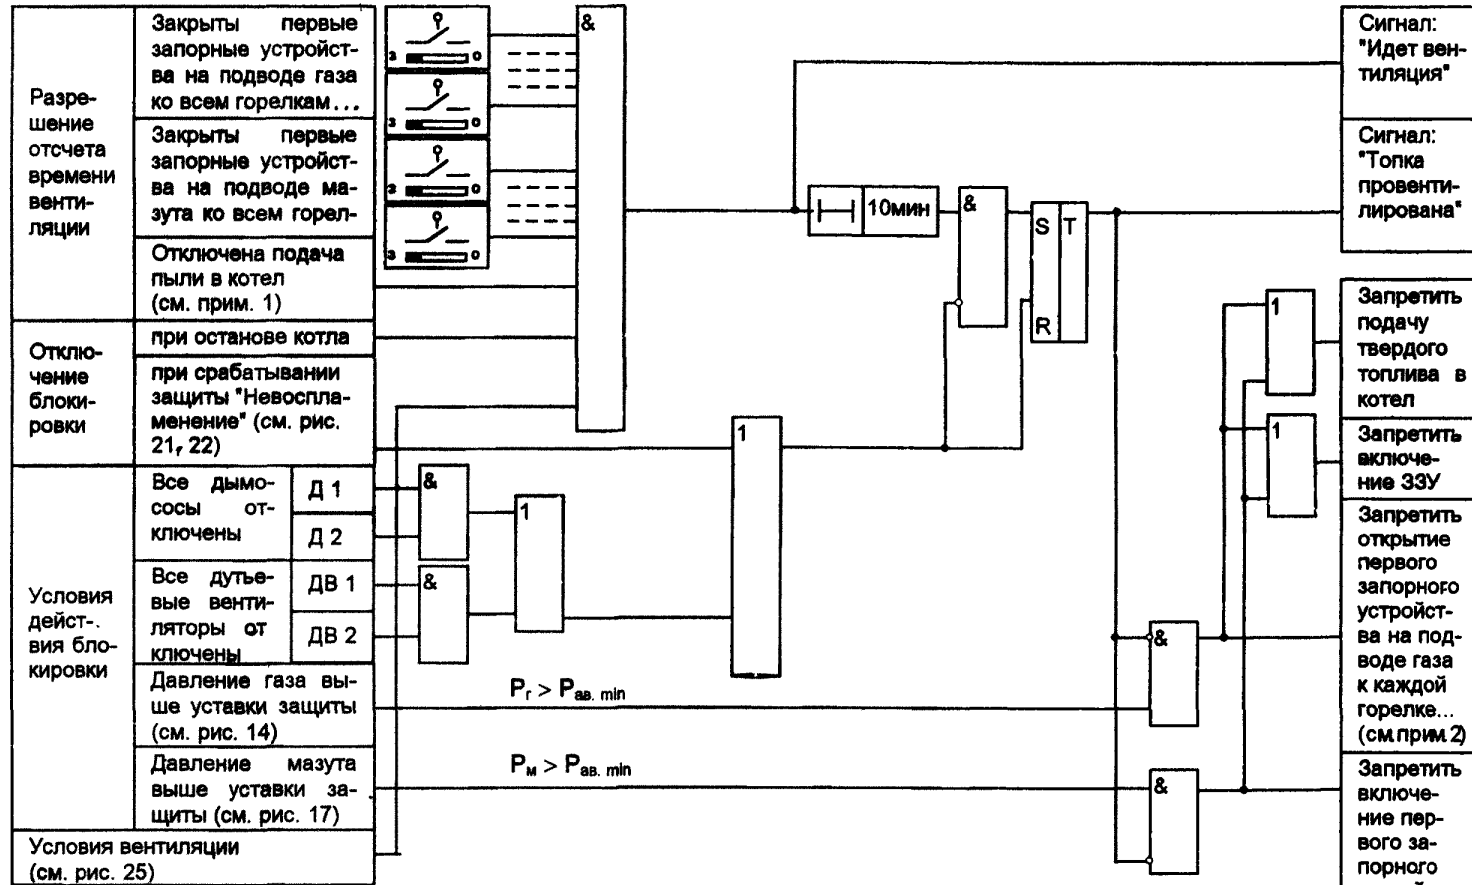 Разре-
шение
отсчета
времени
венти-
ляции
Закрыты первые
запорные устройст-
ва на подводе газа
ко всем горелкам...
Закрыты первые
запорные устройст-
ва на подводе ма-
зута ко всем горел-
Отключена подача
пыли в котел
(см. прим. 1)
Отклю-
чение
блоки-
ровки
при останове котла
при срабатывании
защиты "Невоспла-
менение" (см. рис.
21, 22)
Условия
дейст-
вия бло-
кировки
Все дымо-
сосы от-
ключены
Д 1
Д 2
Все дутье-
вые венти-
ляторы от
ключены
ДВ 1
ДВ 2
Давление газа вы-
ше уставки защиты
(см. рис. 14)
Давление мазута
выше уставки за-
щиты (см. рис. 17)
Условия вентиляции
(см. рис. 25)
З О
З О
З О
З О
&
&
&
1
1
Рг > Рав. min
Рм > Рав. min
10мин
&
S T
R
1
1
&
&
Сигнал:
"Идет вен-
тиляция"
Сигнал:
"Топка
провенти-
лирована"
Запретить
подачу
твердого
топлива в
котел
Запретить
включе-
ние ЗЗУ
Запретить
открытие
первого
запорного
устройст-
ва на под-
воде газа
к каждой
горелке...
(см.прим.2)
Запретить
включе-
ние пер-
вого за-
порного